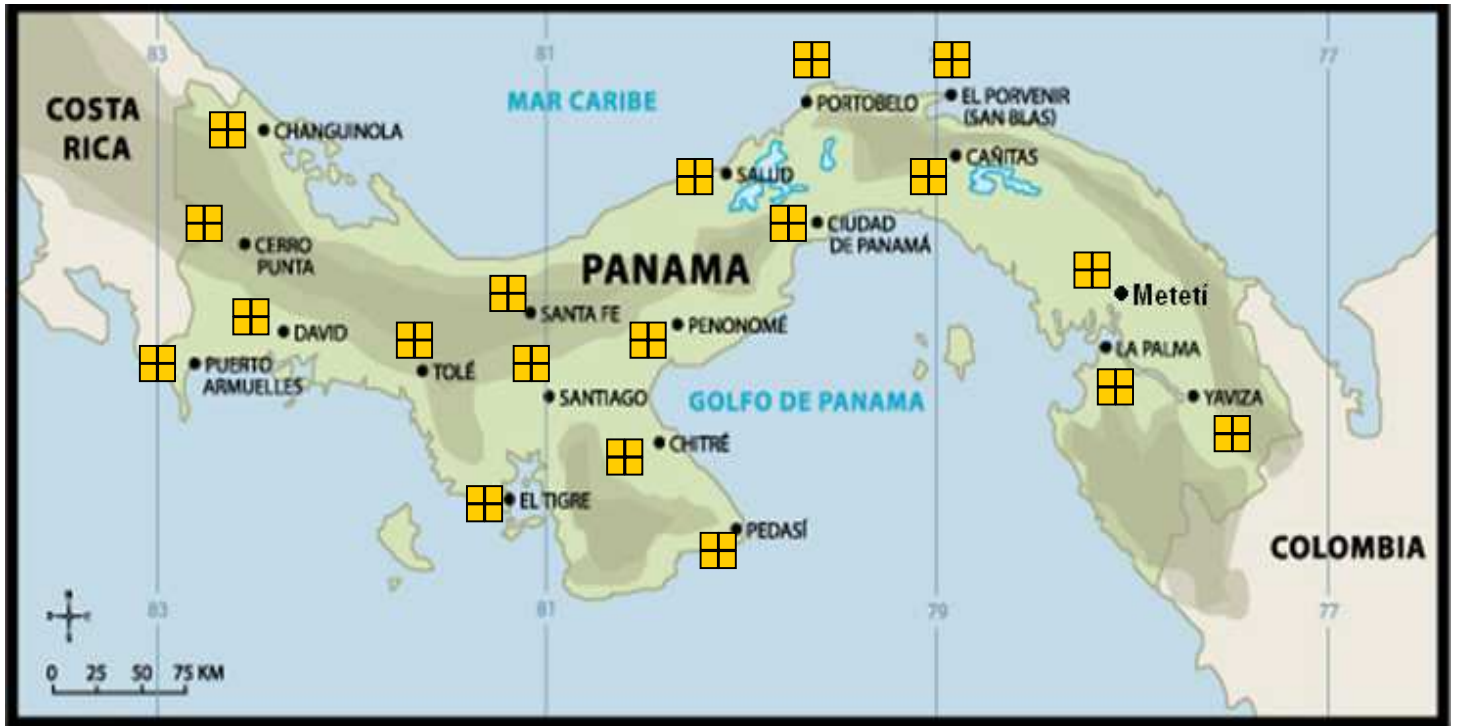 83
81
77
COSTA
RICA
MAR CARIBE
CHANGUINOLA
PORTOBELO
EL PORVENIR
(SAN BLAS)
SALUD
CAÑITAS
CERRO
PUNTA
CIUDAD
DE PANAMÁ
PANAMA
Metetí
SANTA FE
PENONOMÉ
DAVID
LA PALMA
PUERTO
ARMUELLES
TOLÉ
SANTIAGO
GOLFO DE PANAMA
YAVIZA
CHITRÉ
EL TIGRE
PEDASÍ
COLOMBIA
83
81
79
77
0 25 50 75 KM